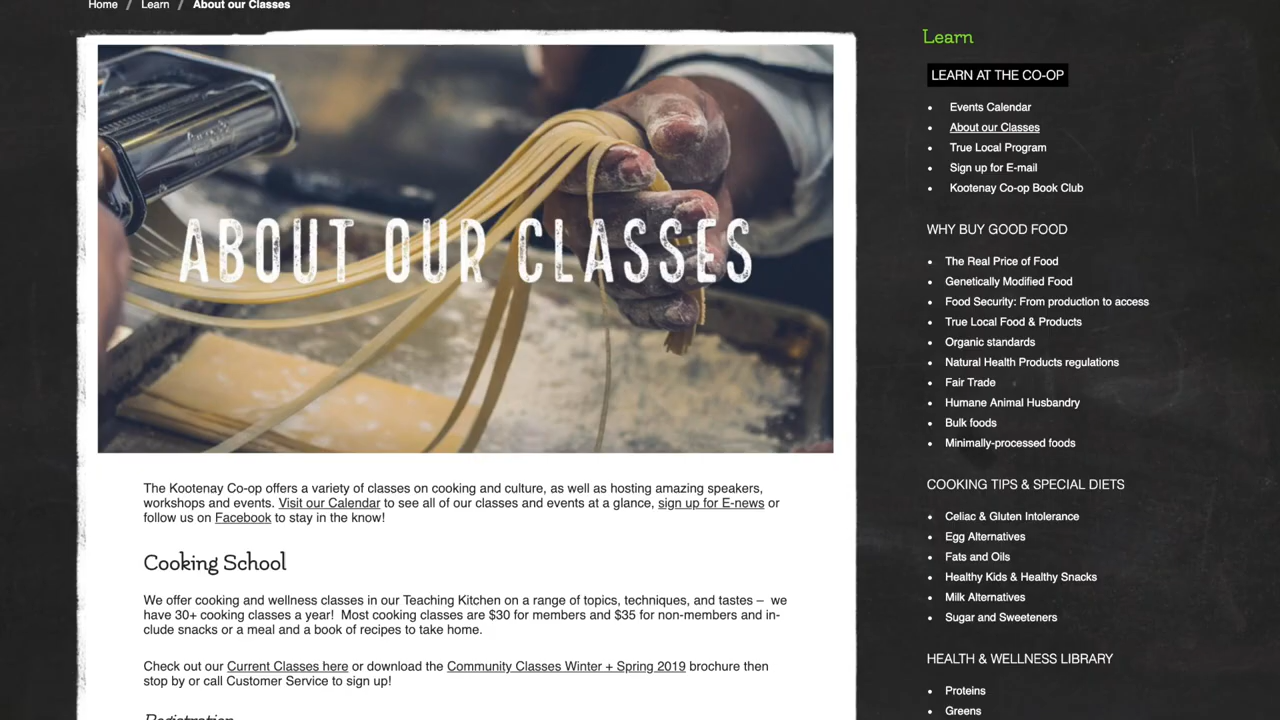 Home / Learn / About our Classes
ABOUT OUR CLASSES
The Kootenay Co-op offers a variety of classes on cooking and culture, as well as hosting amazing speakers,
workshops and events. Visit our Calendar to see all of our classes and events at a glance, sign up for E-news or
follow us on Facebook to stay in the know!
Cooking School
We offer cooking and wellness classes in our Teaching Kitchen on a range of topics, techniques, and tastes – we
have 30+ cooking classes a year! Most cooking classes are $30 for members and $35 for non-members and in-
clude snacks or a meal and a book of recipes to take home.
Check out our Current Classes here or download the Community Classes Winter + Spring 2019 brochure then
stop by or call Customer Service to sign up!
Registration
Learn
LEARN AT THE CO-OP
Events Calendar
About our Classes
True Local Program
Sign up for E-mail
Kootenay Co-op Book Club
WHY BUY GOOD FOOD
The Real Price of Food
Genetically Modified Food
Food Security: From production to access
True Local Food & Products
Organic standards
Natural Health Products regulations
Fair Trade
Humane Animal Husbandry
Bulk foods
Minimally-processed foods
COOKING TIPS & SPECIAL DIETS
Celiac & Gluten Intolerance
Egg Alternatives
Fats and Oils
Healthy Kids & Healthy Snacks
Milk Alternatives
Sugar and Sweeteners
HEALTH & WELLNESS LIBRARY
Proteins
Greens